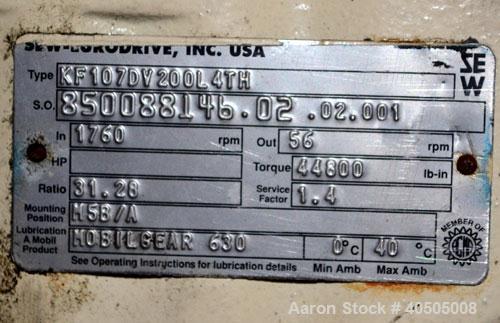 SEW-EURODRIVE, INC. USA
SEW
Type KF107DV200L4TH
S.O. 850088146.02.02.001
In 1760 rpm Out 56 rpm
HP Torque 44800 lb-in
Ratio 31.28 Service Factor 1.4
Mounting Position M5B/A
Lubrication A Mobil Product MOBILGEAR 630 0°C 40°C
See Operating Instructions for lubrication details Min Amb Max Amb
MEMBER OF
Aaron Stock # 40505008